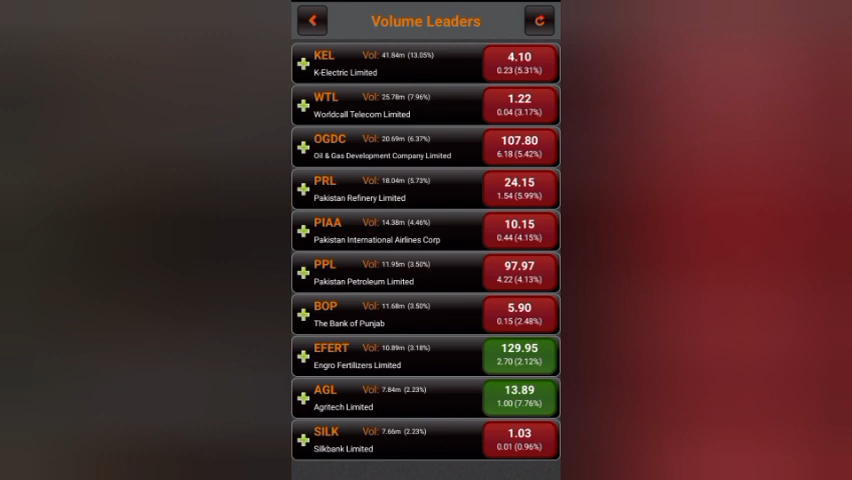 Volume Leaders
KEL Vol: 41.84m (13.05%) 4.10
K-Electric Limited 0.23 (5.31%)
WTL Vol: 25.78m (7.96%) 1.22
Worldcall Telecom Limited 0.04 (3.17%)
OGDC Vol: 20.69m (6.37%) 107.80
Oil & Gas Development Company Limited 6.18 (5.42%)
PRL Vol: 18.04m (5.73%) 24.15
Pakistan Refinery Limited 1.54 (5.99%)
PIAA Vol: 14.38m (4.46%) 10.15
Pakistan International Airlines Corp 0.44 (4.15%)
PPL Vol: 11.95m (3.50%) 97.97
Pakistan Petroleum Limited 4.22 (4.13%)
BOP Vol: 11.68m (3.50%) 5.90
The Bank of Punjab 0.15 (2.48%)
EFERT Vol: 10.89m (3.18%) 129.95
Engro Fertilizers Limited 2.70 (2.12%)
AGL Vol: 7.84m (2.23%) 13.89
Agritech Limited 1.00 (7.76%)
SILK Vol: 7.66m (2.23%) 1.03
Silkbank Limited 0.01 (0.96%)